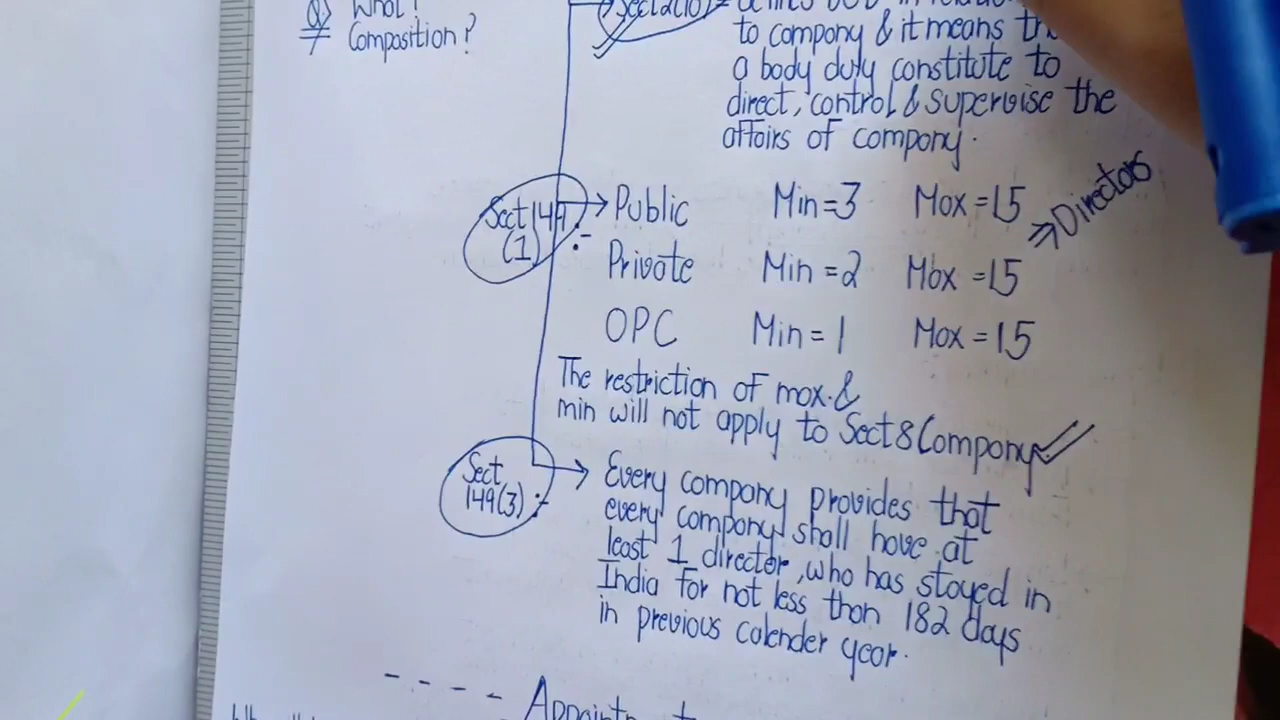 Q What?
Composition?
Sect 2(10)
to company & it means
a body duly constitute to
direct, control & supervise the
affairs of company.
Sect 149
(1) :-
Public Min = 3 Max = 15
⇒ Directors
Private Min = 2 Max = 15
OPC Min = 1 Max = 15
The restriction of max. &
min will not apply to Sect 8 Company
Sect
149(3) :-
Every company provides that
every company shall have at
least 1 director, who has stayed in
India for not less than 182 days
in previous calender year.